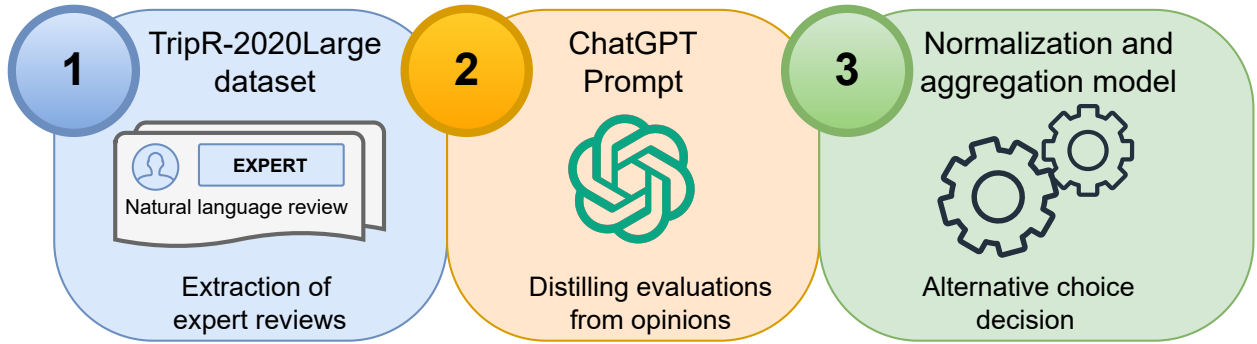 1
TripR-2020Large
dataset
EXPERT
Natural language review
Extraction of
expert reviews
2
ChatGPT
Prompt
Distilling evaluations
from opinions
3
Normalization and
aggregation model
Alternative choice
decision